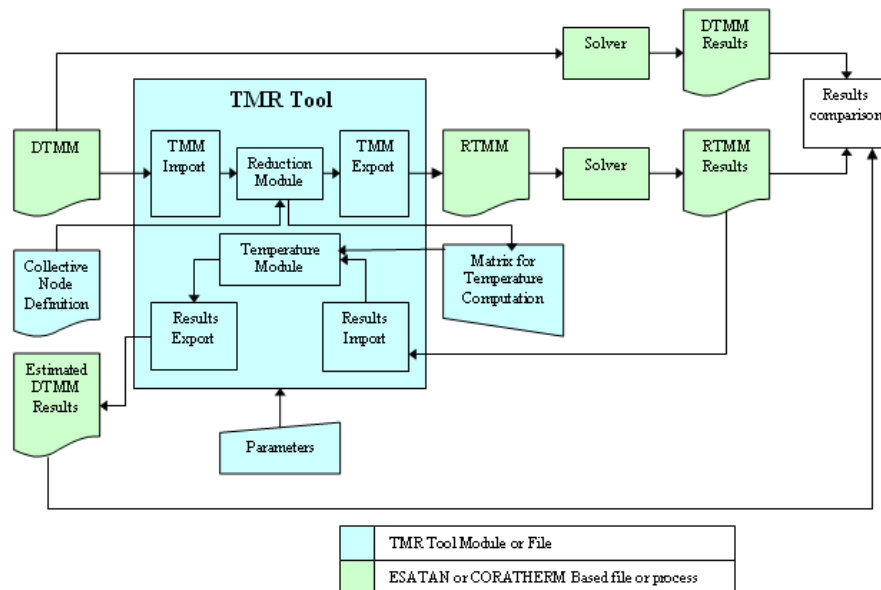 Solver
DTMM
Results
TMR Tool
Results
comparison
DTMM
TMM
Import
Reduction
Module
TMM
Export
RTMM
Solver
RTMM
Results
Collective
Node
Definition
Temperature
Module
Matrix for
Temperature
Computation
Results
Export
Results
Import
Estimated
DTMM
Results
Parameters
TMR Tool Module or File
ESATAN or CORATHERM Based file or process